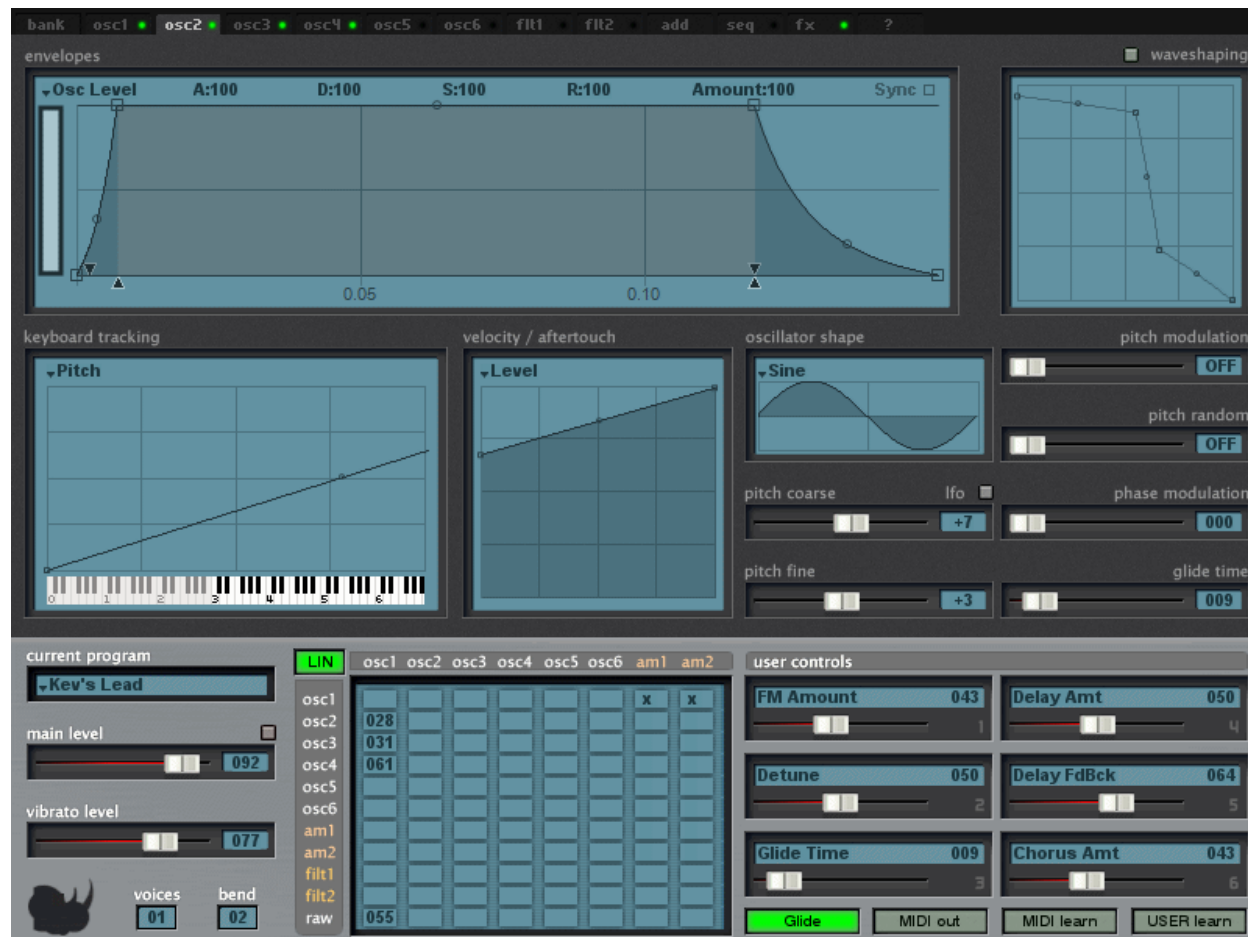 bank osc1 osc2 osc3 osc4 osc5 osc6 flt1 flt2 add seq fx ?
envelopes waveshaping
Osc Level A:100 D:100 S:100 R:100 Amount:100 Sync
0.05 0.10
keyboard tracking velocity / aftertouch oscillator shape pitch modulation
Pitch Level Sine OFF
pitch random
OFF
pitch coarse lfo phase modulation
+7 000
pitch fine glide time
0 1 2 3 4 5 6 +3 009
current program LIN osc1 osc2 osc3 osc4 osc5 osc6 am1 am2 user controls
Kev's Lead
osc1 x x FM Amount 043 Delay Amt 050
osc2 028 1 4
main level osc3 031
092 osc4 061 Detune 050 Delay FdBck 064
osc5 2 5
vibrato level osc6
077 am1
am2 Glide Time 009 Chorus Amt 043
filt1 3 6
voices bend filt2
01 02 raw 055 Glide MIDI out MIDI learn USER learn